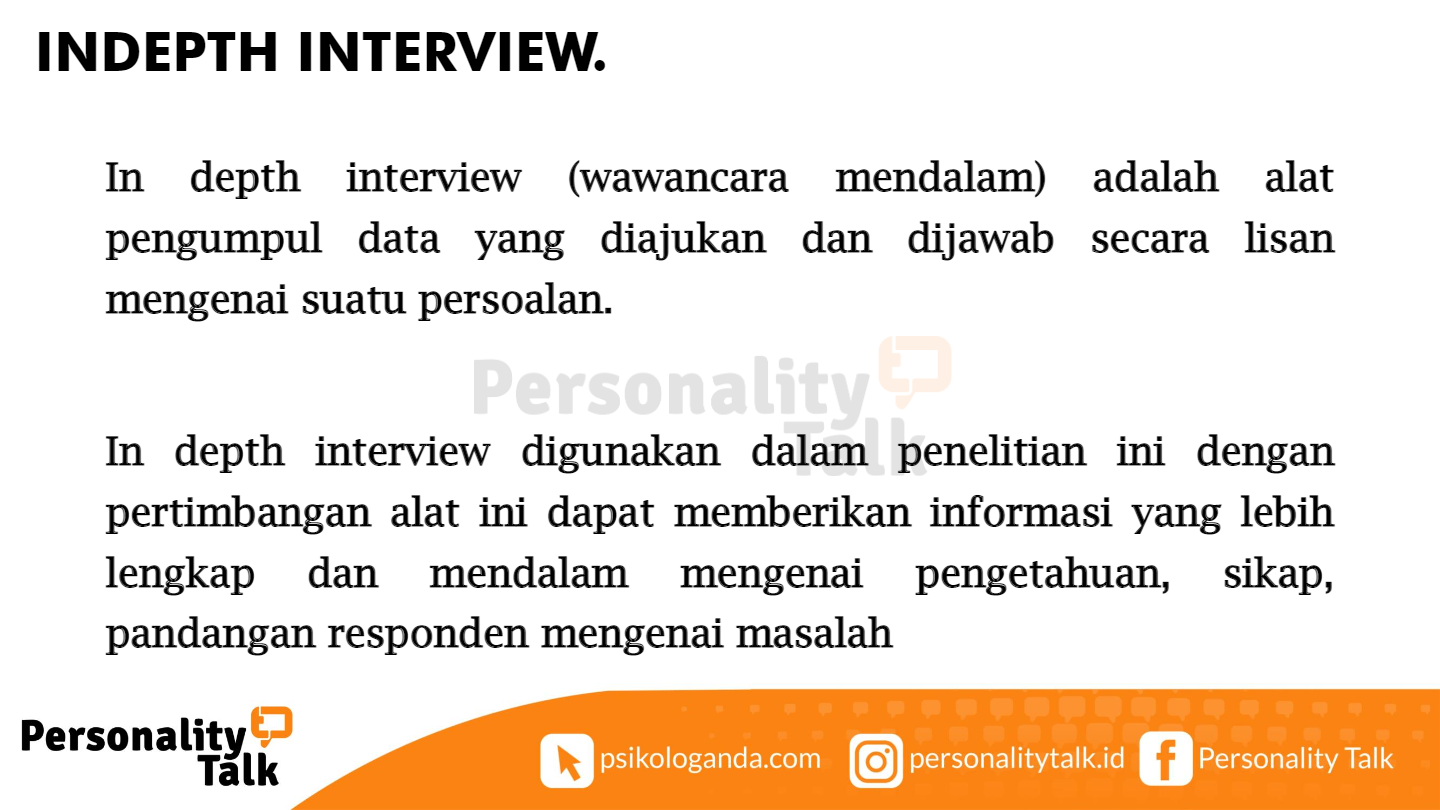 INDEPTH INTERVIEW.
In depth interview (wawancara mendalam) adalah alat
pengumpul data yang diajukan dan dijawab secara lisan
mengenai suatu persoalan.
Personality
Talk
In depth interview digunakan dalam penelitian ini dengan
pertimbangan alat ini dapat memberikan informasi yang lebih
lengkap dan mendalam mengenai pengetahuan, sikap,
pandangan responden mengenai masalah
Personality
Talk
psikologanda.com
personalitytalk.id
Personality Talk